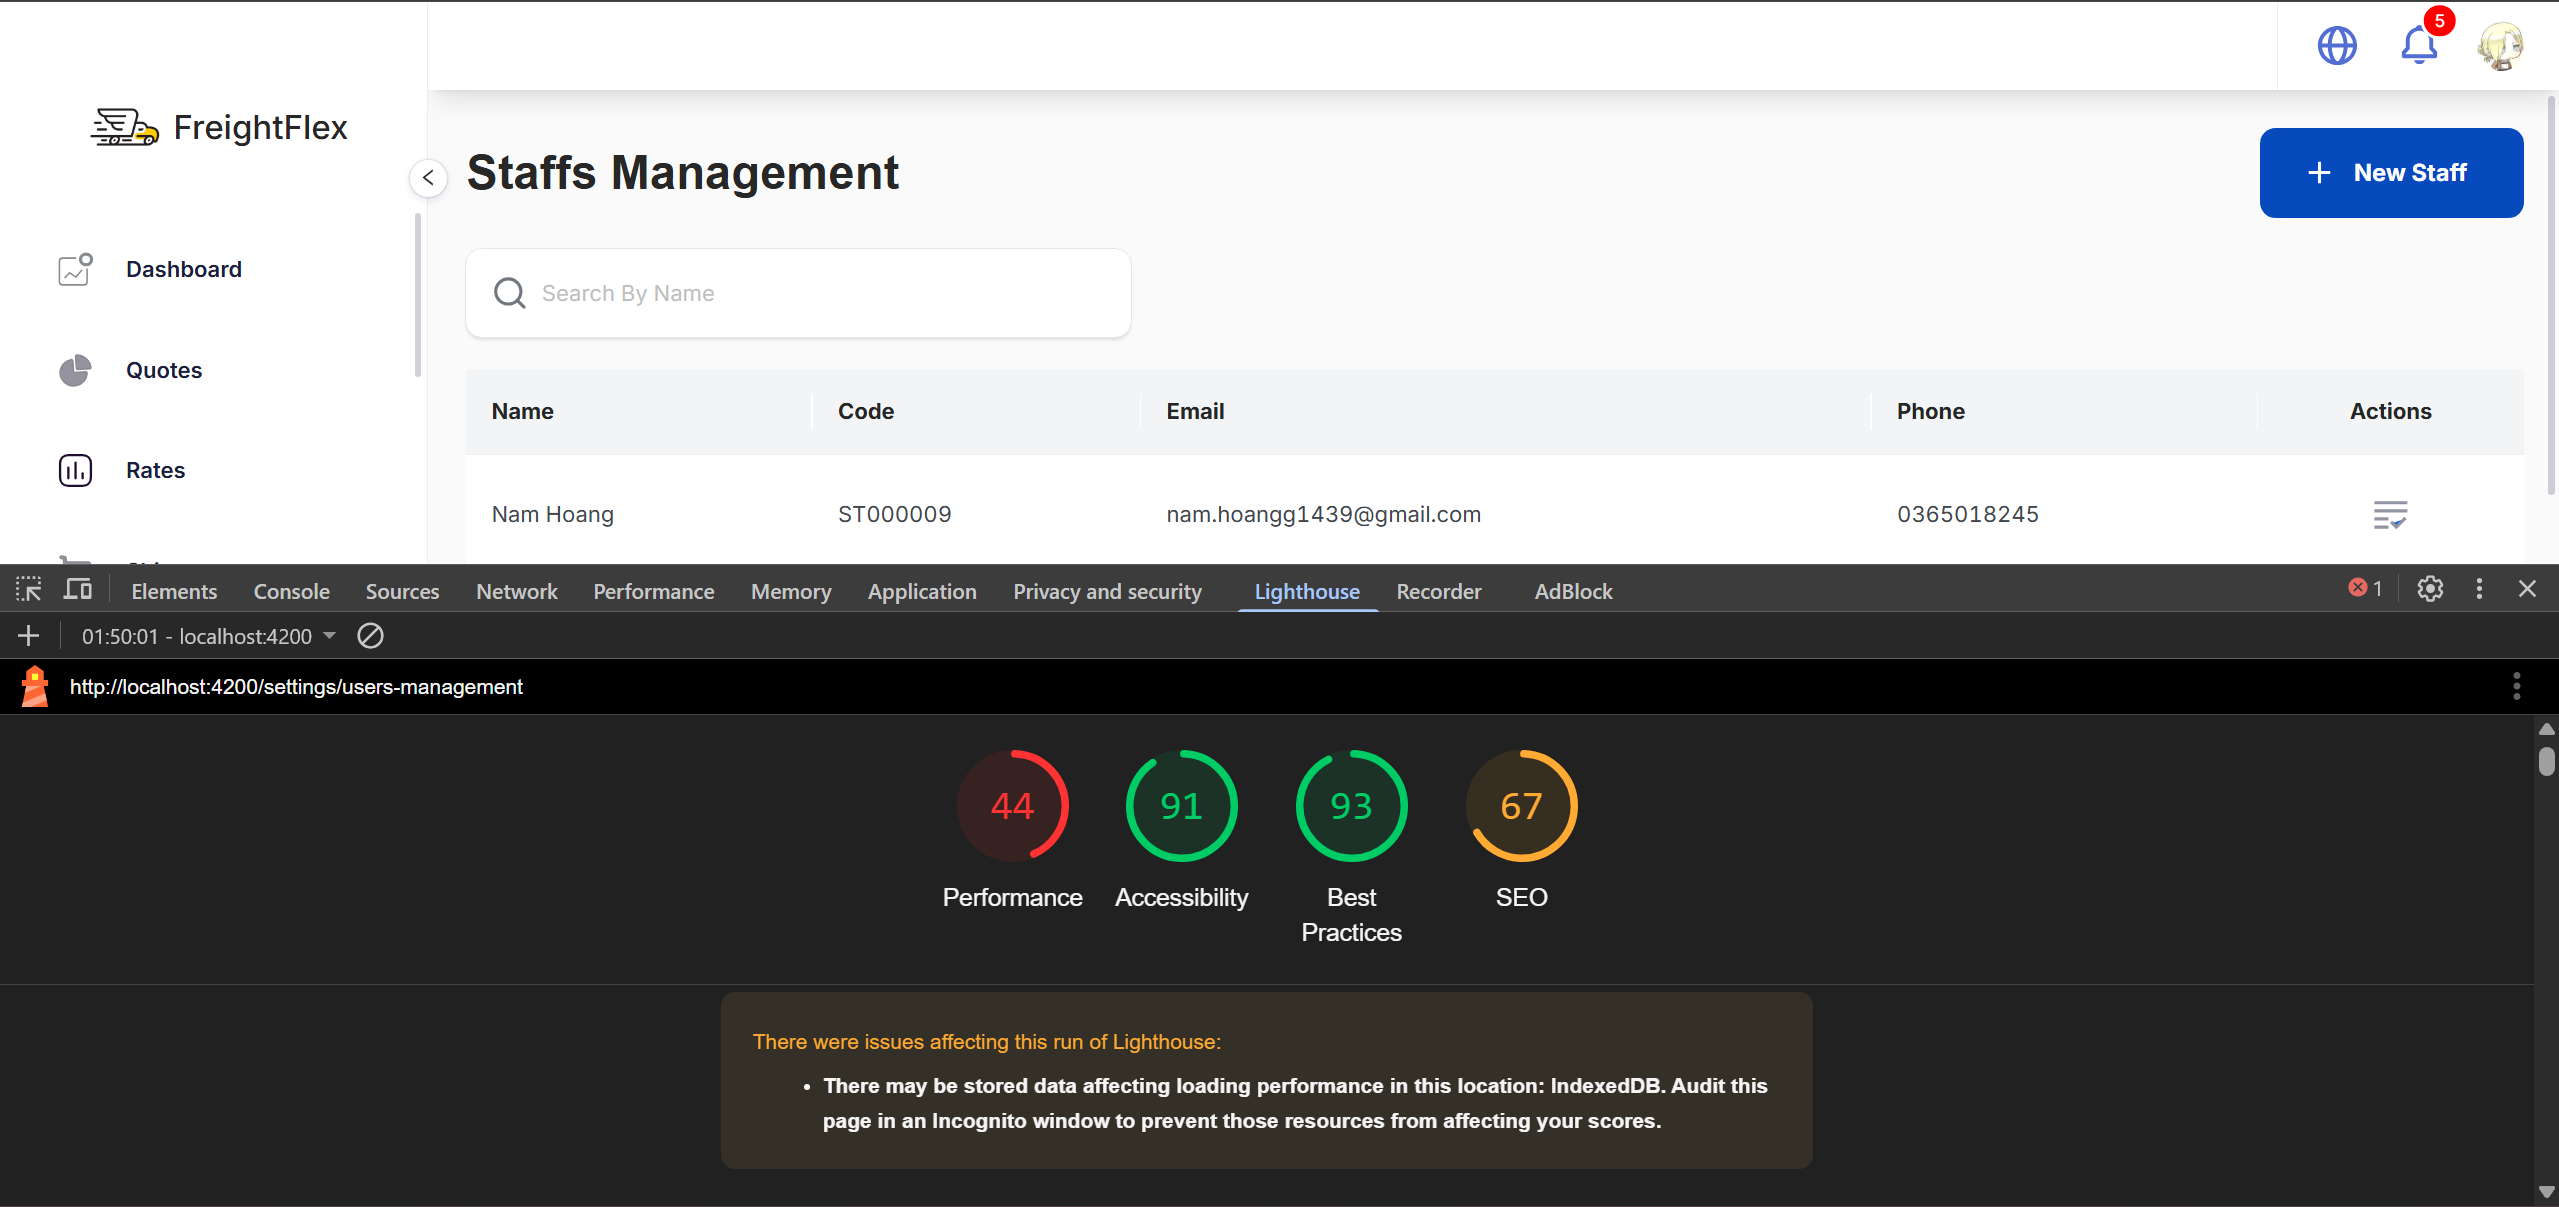 5
FreightFlex
Staffs Management
New Staff
Dashboard
Search By Name
Quotes
Name Code Email Phone Actions
Rates
Nam Hoang ST000009 nam.hoangg1439@gmail.com 0365018245
Elements Console Sources Network Performance Memory Application Privacy and security Lighthouse Recorder AdBlock 1
01:50:01 - localhost:4200
http://localhost:4200/settings/users-management
44 91 93 67
Performance Accessibility Best Practices SEO
There were issues affecting this run of Lighthouse:
• There may be stored data affecting loading performance in this location: IndexedDB. Audit this
page in an Incognito window to prevent those resources from affecting your scores.